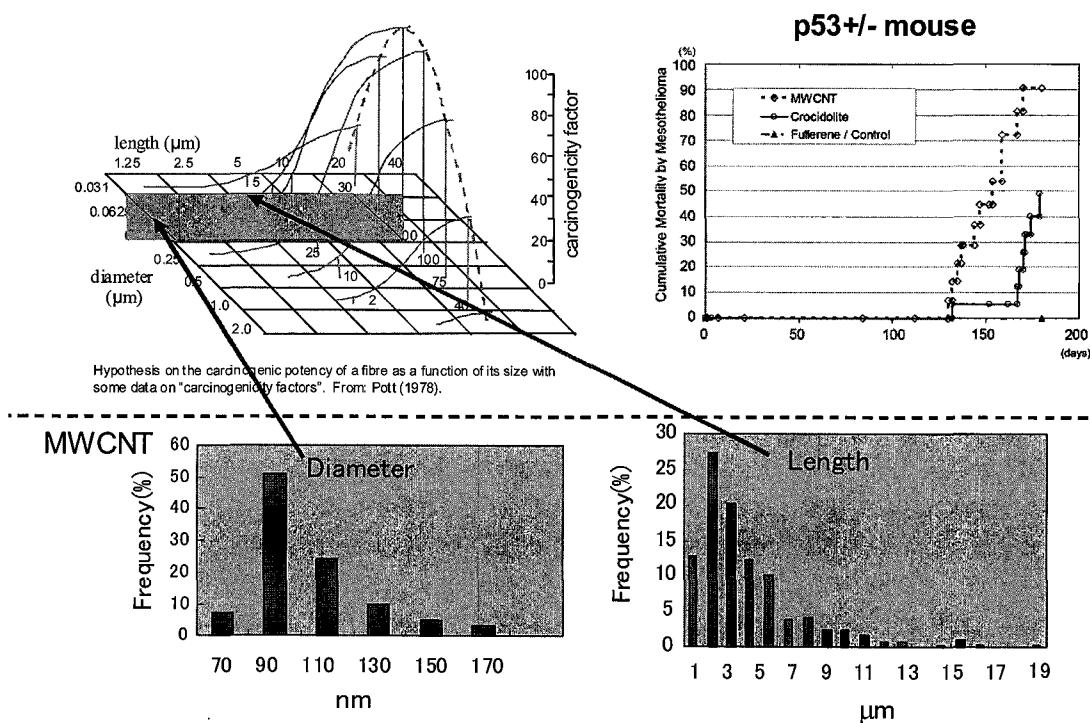 p53+/- mouse
length (µm)
1.25 2.5 5 10 20 40
0.031
0.062
0.25
0.5
1.0
2.0
diameter
(µm)
15
30
25
100
10
75
2
40
100
80
60
40
20
0
carcinogenicity factor
Hypothesis on the carcinogenic potency of a fibre as a function of its size with
some data on "carcinogenicity factors". From: Pott (1978).
(%)
100
90
80
70
60
50
40
30
20
10
0
Cumulative Mortality by Mesothelioma
MWCNT
Crocidolite
Fullerene / Control
0 50 100 150 200
(days)
MWCNT
Diameter
60
50
40
30
20
10
0
Frequency(%)
70 90 110 130 150 170
nm
Length
30
25
20
15
10
5
0
Frequency(%)
1 3 5 7 9 11 13 15 17 19
µm